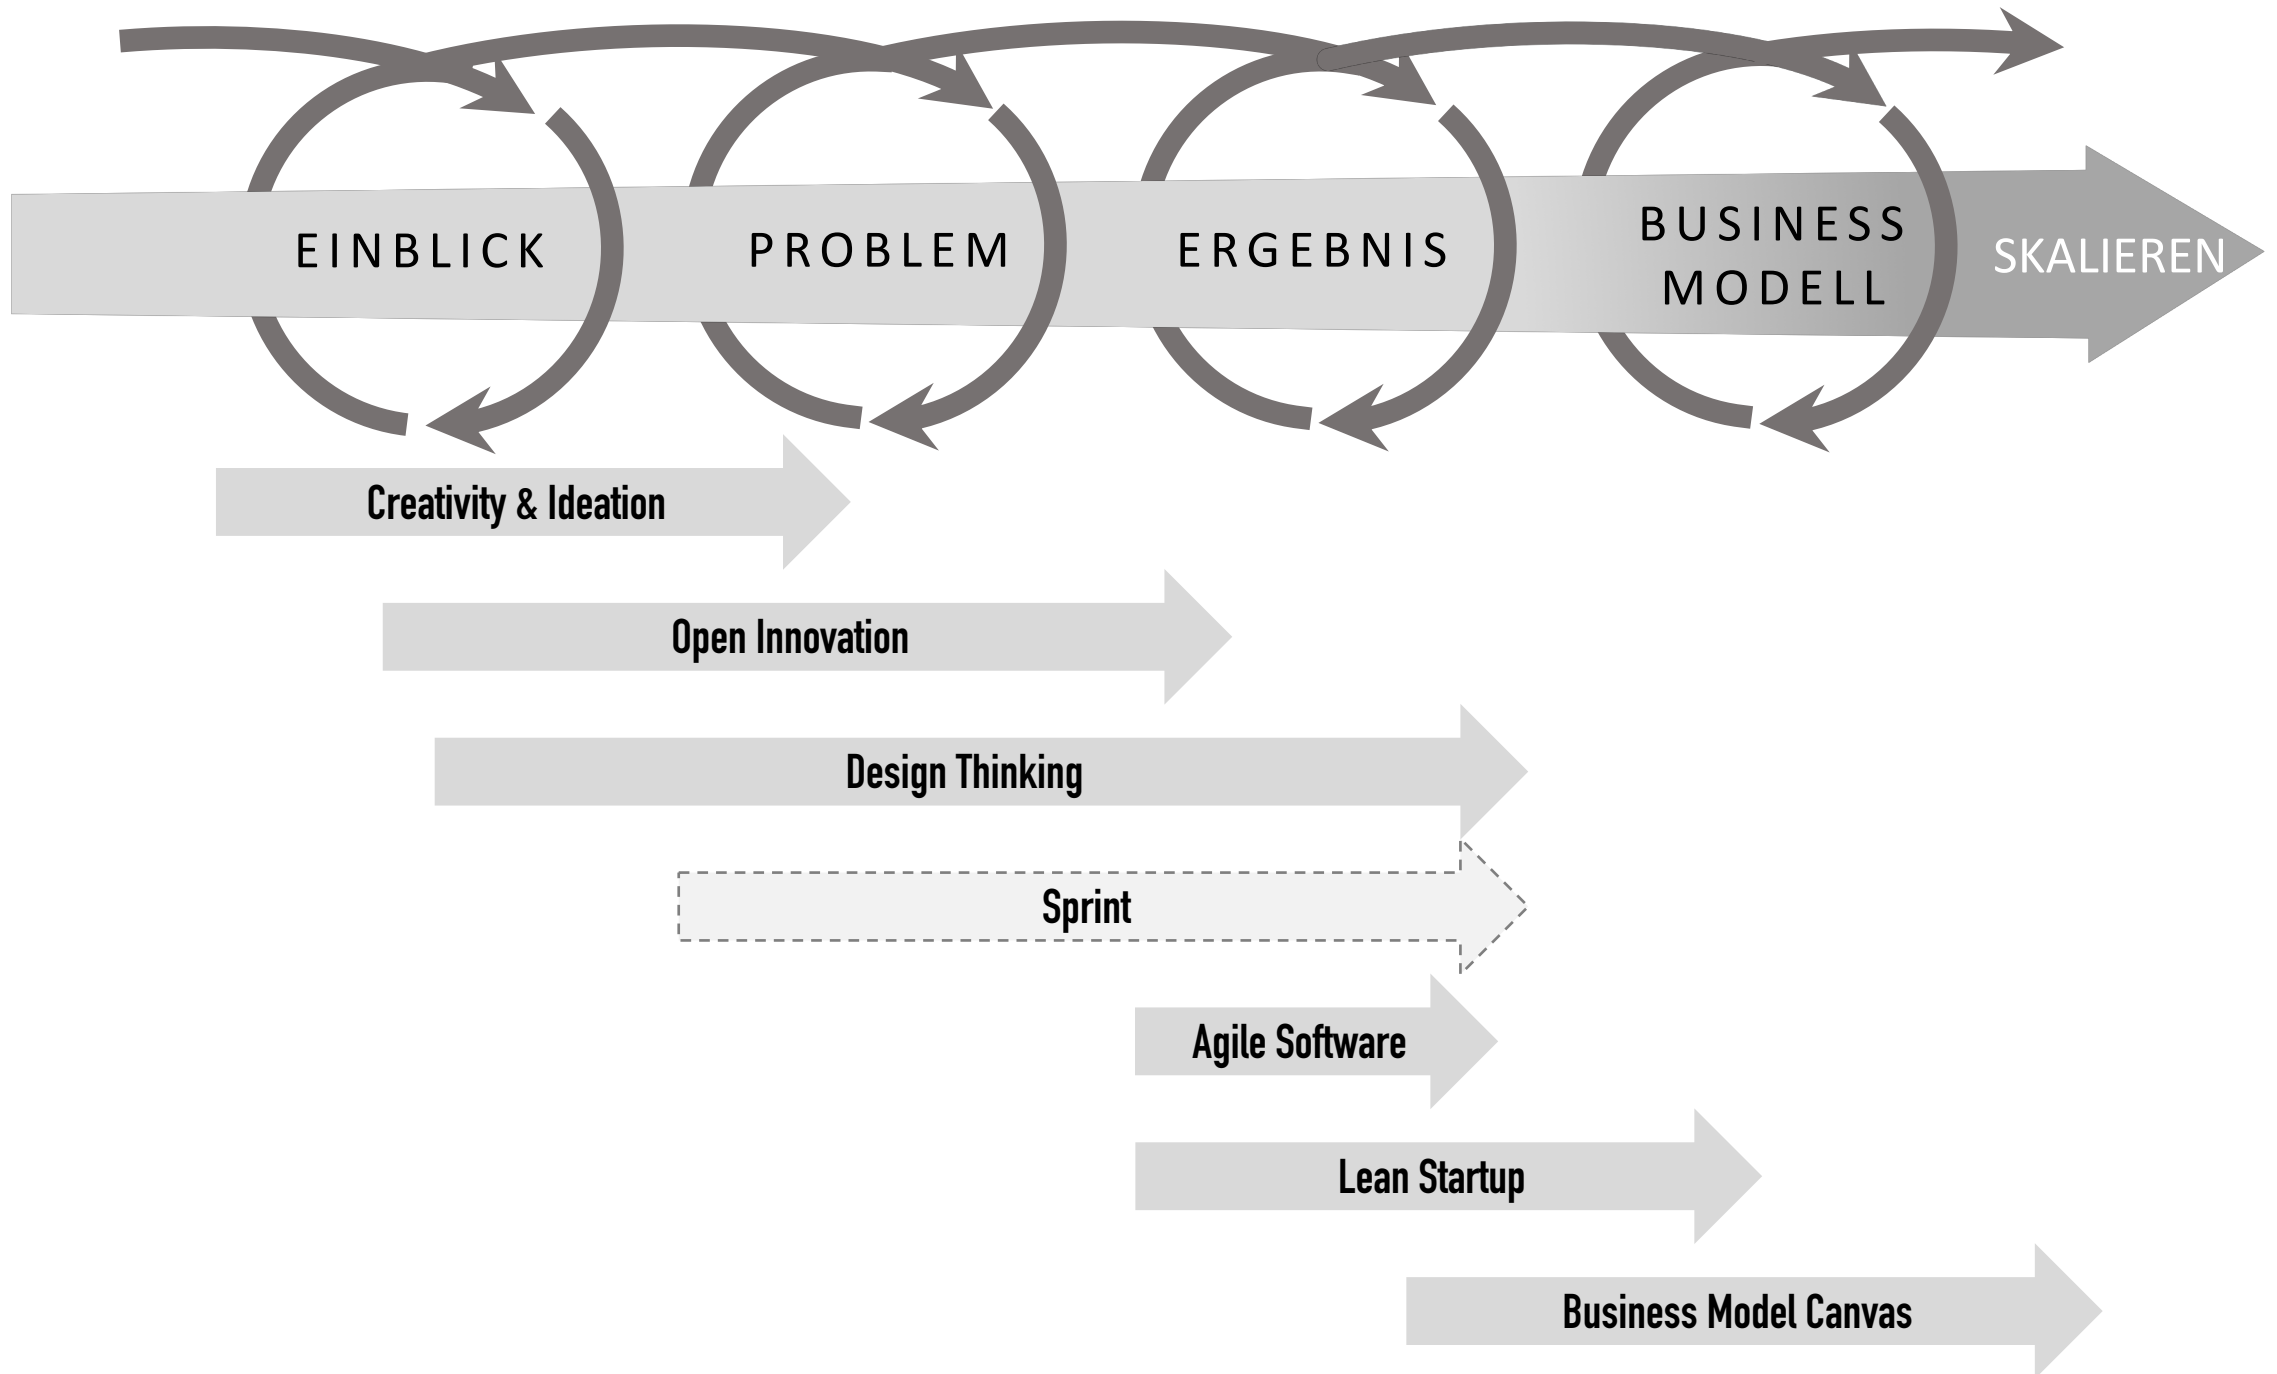 EINBLICK
PROBLEM
ERGEBNIS
BUSINESS
MODELL
SKALIEREN
Creativity & Ideation
Open Innovation
Design Thinking
Sprint
Agile Software
Lean Startup
Business Model Canvas